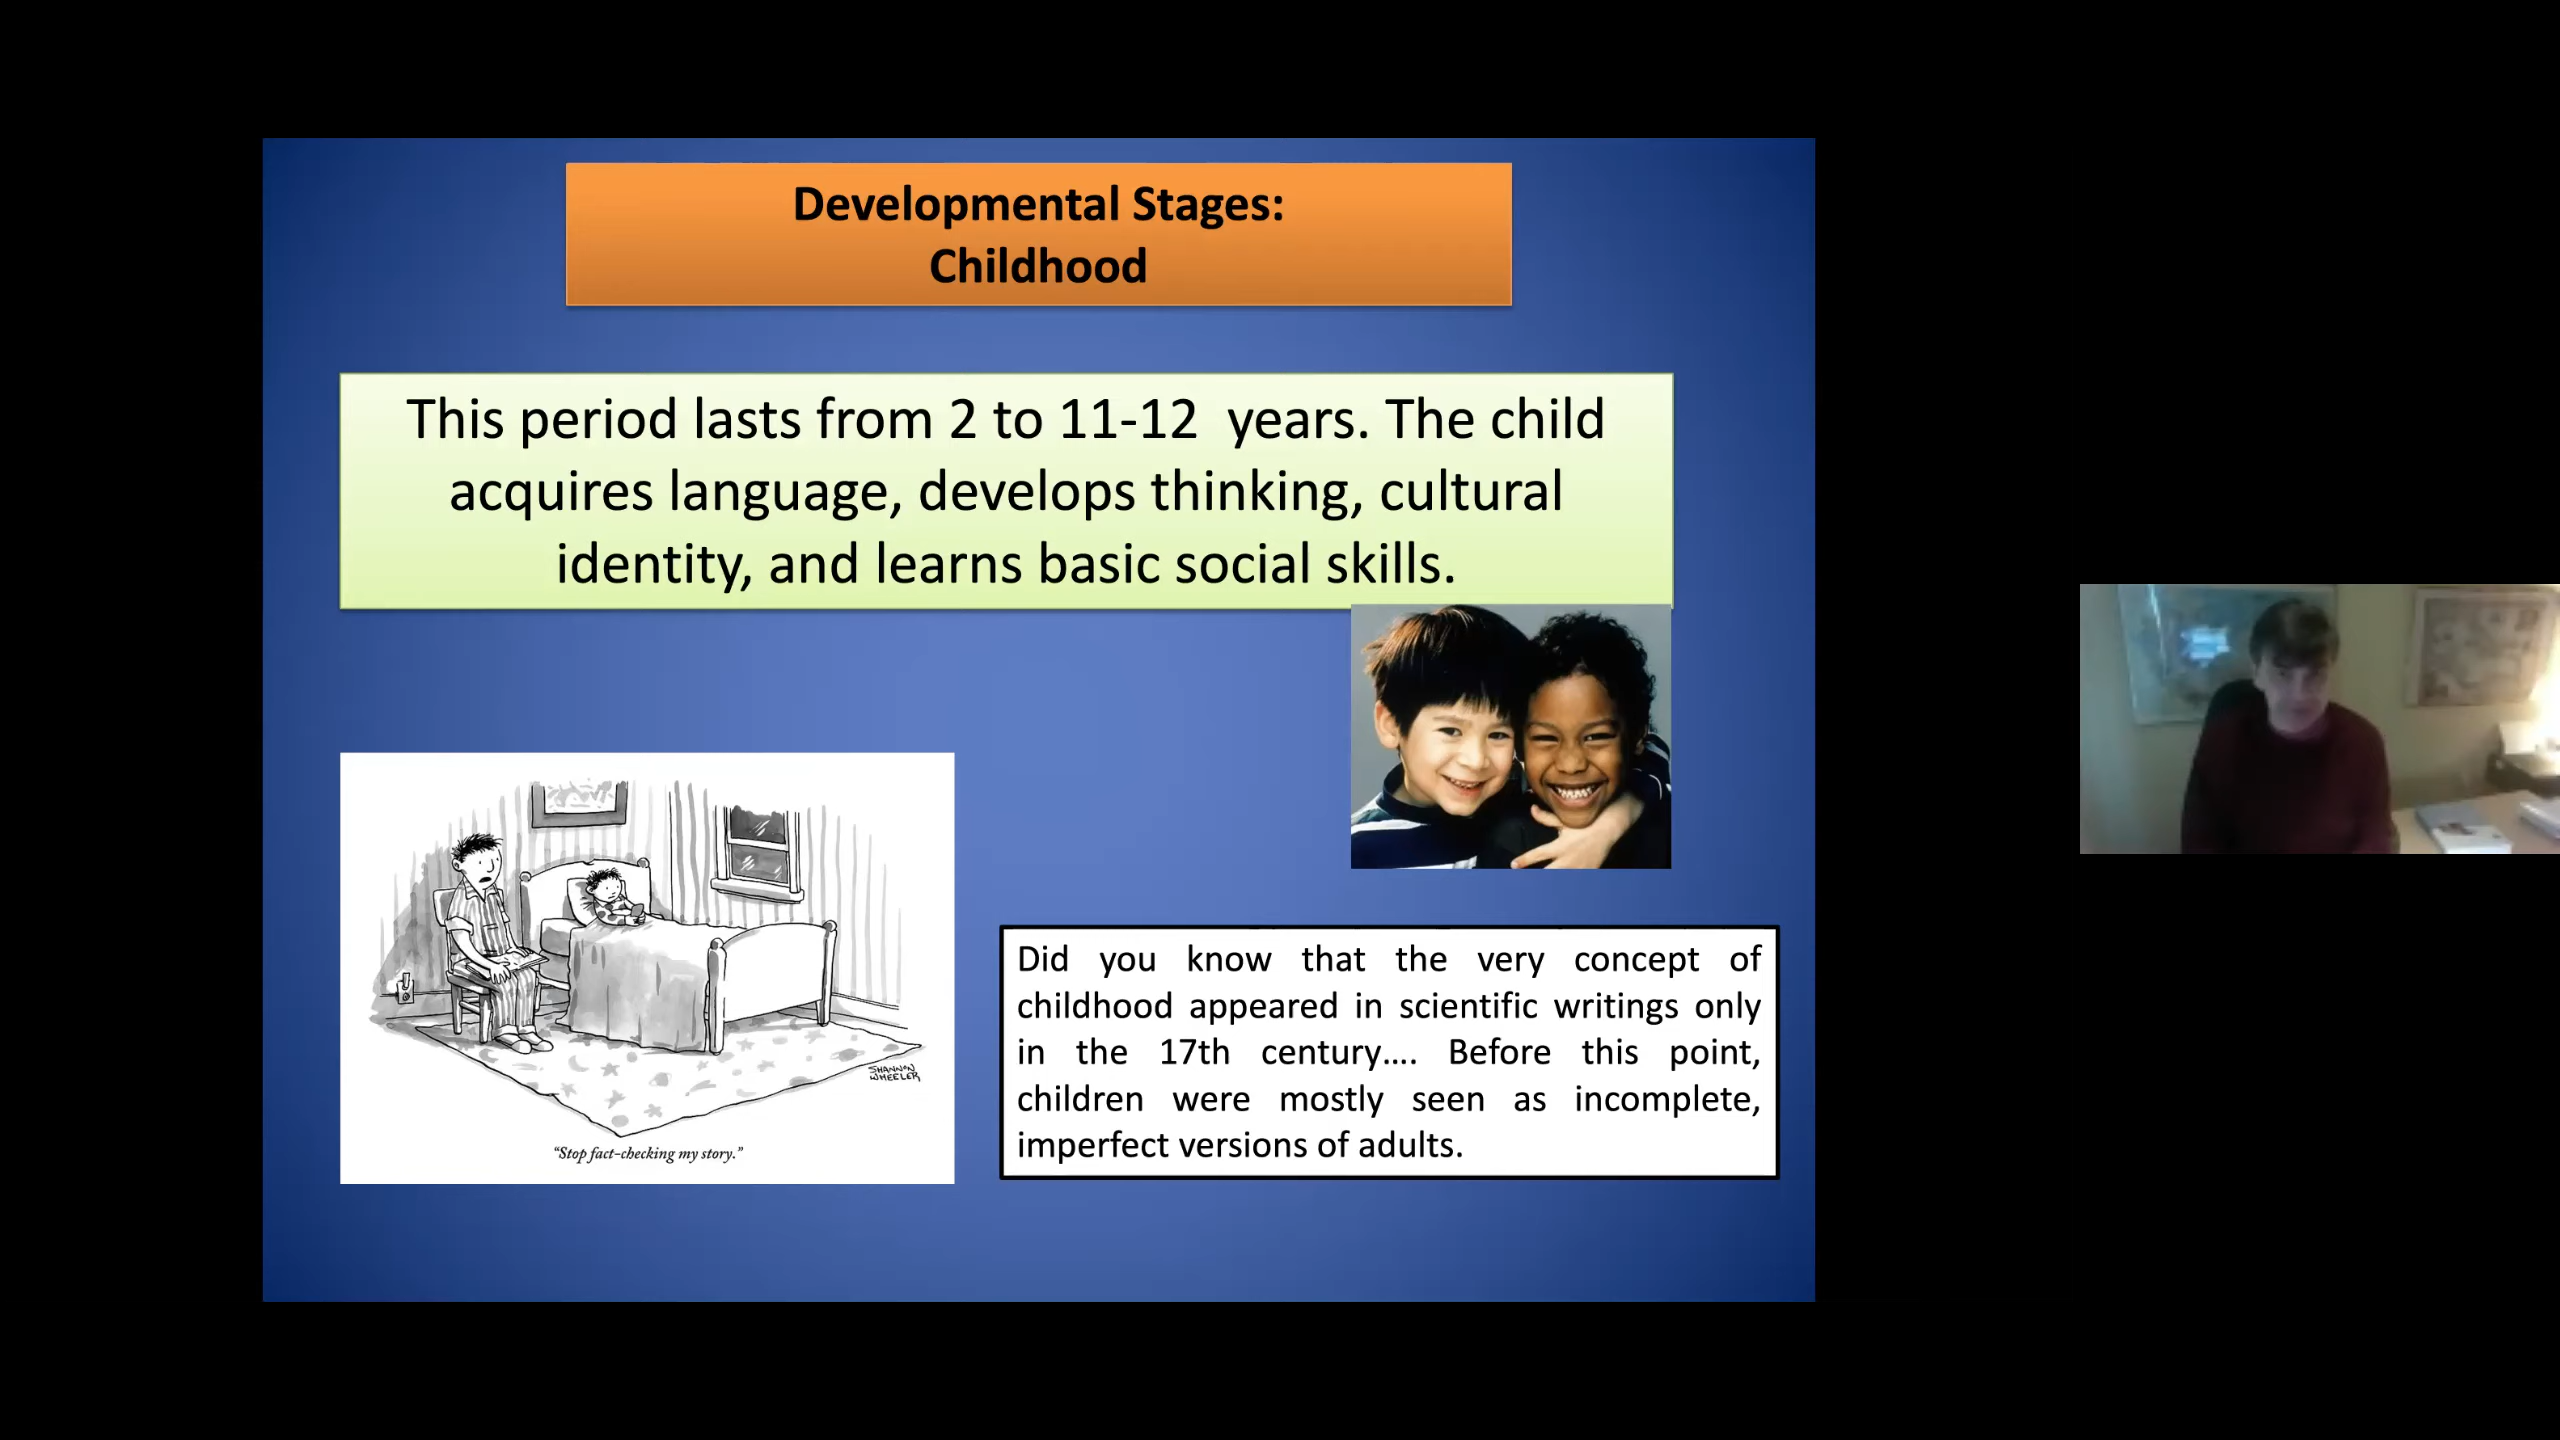 Developmental Stages:
Childhood
This period lasts from 2 to 11-12  years. The child
acquires language, develops thinking, cultural
identity, and learns basic social skills.
SHANNON
WHEELER
“Stop fact-checking my story.”
Did you know that the very concept of
childhood appeared in scientific writings only
in the 17th century.... Before this point,
children were mostly seen as incomplete,
imperfect versions of adults.